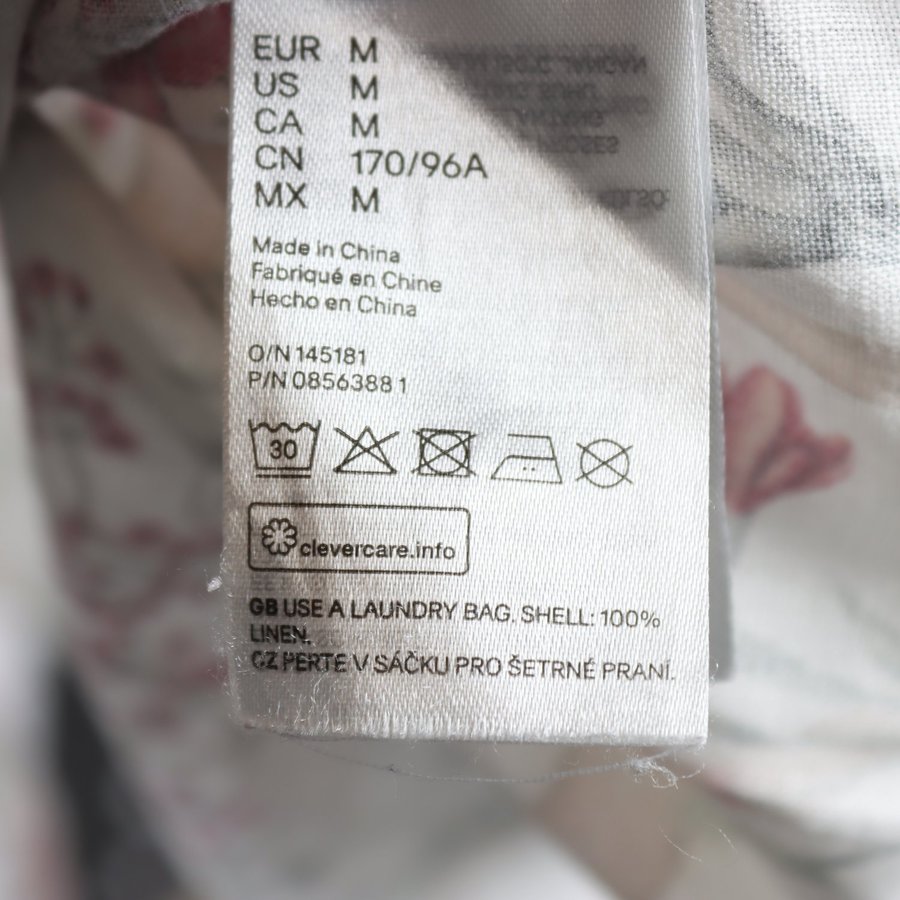 EUR M
US M
CA M
CN 170/96A
MX M
Made in China
Fabriqué en Chine
Hecho en China
O/N 145181
P/N 0856388 1
30
clevercare.info
GB USE A LAUNDRY BAG. SHELL: 100%
LINEN.
CZ PERTE V SÁČKU PRO ŠETRNÉ PRANÍ.